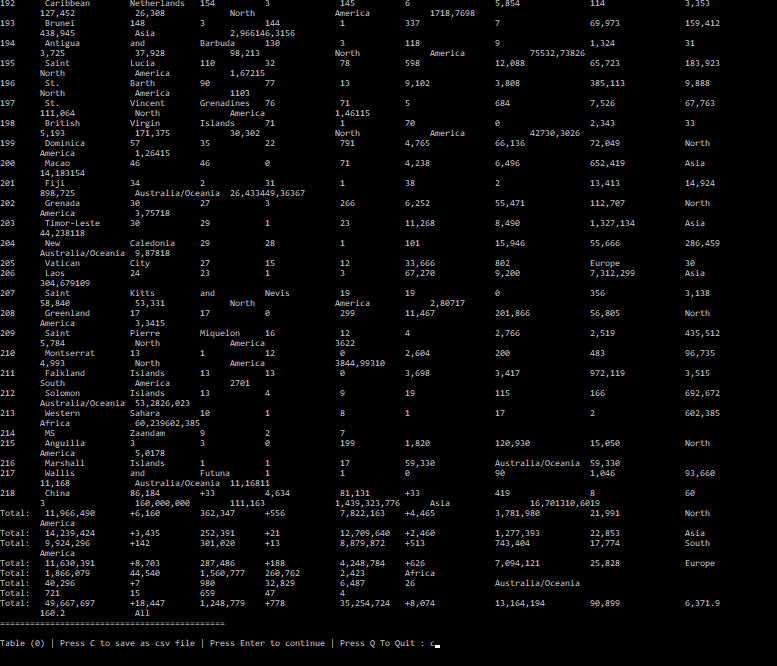 192 Caribbean Netherlands 154 3 145 6 5,854 114 3,353
127,452 26,308 North America 1718,7698
193 Brunei 148 3 144 1 337 7 69,973 159,412
438,945 Asia 2,966146,3156
194 Antigua and Barbuda 130 3 118 9 1,324 31
3,725 37,928 98,213 North America 75532,73826
195 Saint Lucia 110 32 78 598 12,088 65,723 183,923
North America 1,67215
196 St. Barth 90 77 13 9,102 3,808 385,113 9,888
North America 1103
197 St. Vincent Grenadines 76 71 5 684 7,526 67,763
111,064 North America 1,46115
198 British Virgin Islands 71 1 70 0 2,343 33
5,193 171,375 30,302 North America 42730,3026
199 Dominica 57 35 22 791 4,765 66,136 72,049 North
America 1,26415
200 Macao 46 46 0 71 4,238 6,496 652,419 Asia
14,183154
201 Fiji 34 2 31 1 38 2 13,413 14,924
898,725 Australia/Oceania 26,433449,36367
202 Grenada 30 27 3 266 6,252 55,471 112,707 North
America 3,75718
203 Timor-Leste 30 29 1 23 11,268 8,490 1,327,134 Asia
44,238118
204 New Caledonia 29 28 1 101 15,946 55,666 286,459
Australia/Oceania 9,87818
205 Vatican City 27 15 12 33,666 802 Europe 30
206 Laos 24 23 1 3 67,270 9,200 7,312,299 Asia
304,679109
207 Saint Kitts and Nevis 19 19 0 356 3,138
58,840 53,331 North America 2,80717
208 Greenland 17 17 0 299 11,467 201,866 56,805 North
America 3,3415
209 Saint Pierre Miquelon 16 12 4 2,766 2,519 435,512
5,784 North America 3622
210 Montserrat 13 1 12 0 2,604 200 483 96,735
4,993 North America 3844,99310
211 Falkland Islands 13 13 0 3,698 3,417 972,119 3,515
South America 2701
212 Solomon Islands 13 4 9 19 115 166 692,672
Australia/Oceania 53,2826,023
213 Western Sahara 10 1 8 1 17 2 602,385
Africa 60,239602,385
214 MS Zaandam 9 2 7
215 Anguilla 3 3 0 199 1,820 120,930 15,050 North
America 5,0178
216 Marshall Islands 1 1 17 59,330 Australia/Oceania 59,330
217 Wallis and Futuna 1 1 0 90 1,046 93,660
11,168 Australia/Oceania 11,16811
218 China 86,184 +33 4,634 81,131 +33 419 8 60
3 160,000,000 111,163 1,439,323,776 Asia 16,701310,6019
Total: 11,966,490 +6,160 362,347 +556 7,822,163 +4,465 3,781,980 21,991 North
America
Total: 14,239,424 +3,435 252,391 +21 12,709,640 +2,460 1,277,393 22,853 Asia
Total: 9,924,296 +142 301,020 +13 8,879,872 +513 743,404 17,774 South
America
Total: 11,630,391 +8,703 287,486 +188 4,248,784 +626 7,094,121 25,828 Europe
Total: 1,866,079 44,540 1,560,777 260,762 2,423 Africa
Total: 40,296 +7 980 32,829 6,487 26 Australia/Oceania
Total: 721 15 659 47 4
Total: 49,667,697 +18,447 1,248,779 +778 35,254,724 +8,074 13,164,194 90,899 6,371.9
160.2 All
=============================================
Table (0) | Press C to save as csv file | Press Enter to continue | Press Q To Quit : c